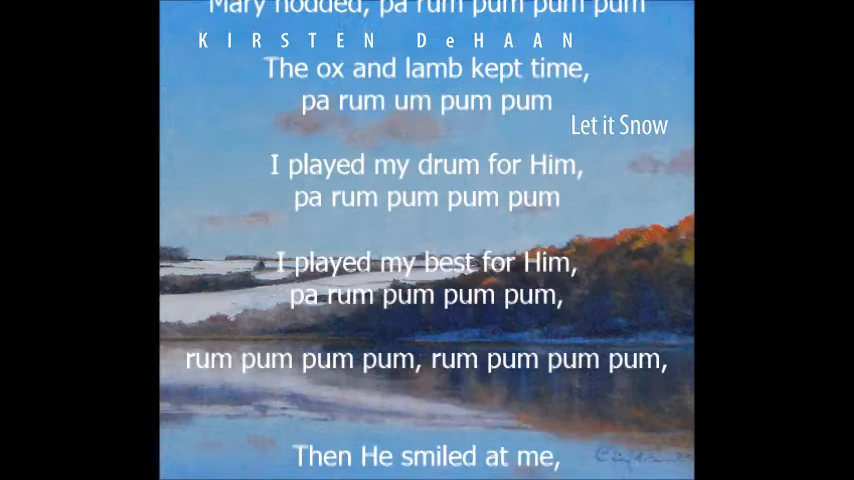 Mary nodded, pa rum pum pum pum
KIRSTEN DeHAAN
The ox and lamb kept time,
pa rum um pum pum
Let it Snow
I played my drum for Him,
pa rum pum pum pum
I played my best for Him,
pa rum pum pum pum,
rum pum pum pum, rum pum pum pum,
Then He smiled at me,